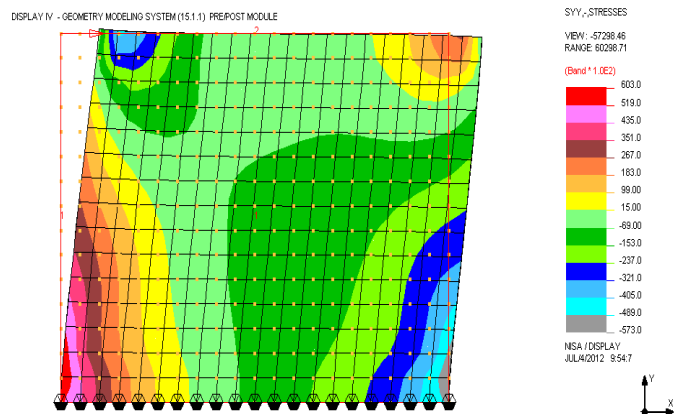 DISPLAY IV - GEOMETRY MODELING SYSTEM (15.1.1) PRE/POST MODULE
SYY,-,STRESSES
VIEW : -57298.46
RANGE: 60298.71
(Band * 1.0E2)
603.0
519.0
435.0
351.0
267.0
183.0
99.00
15.00
-69.00
-153.0
-237.0
-321.0
-405.0
-489.0
-573.0
NISA / DISPLAY
JUL/4/2012 9:54:7
Y
X
2
1
1